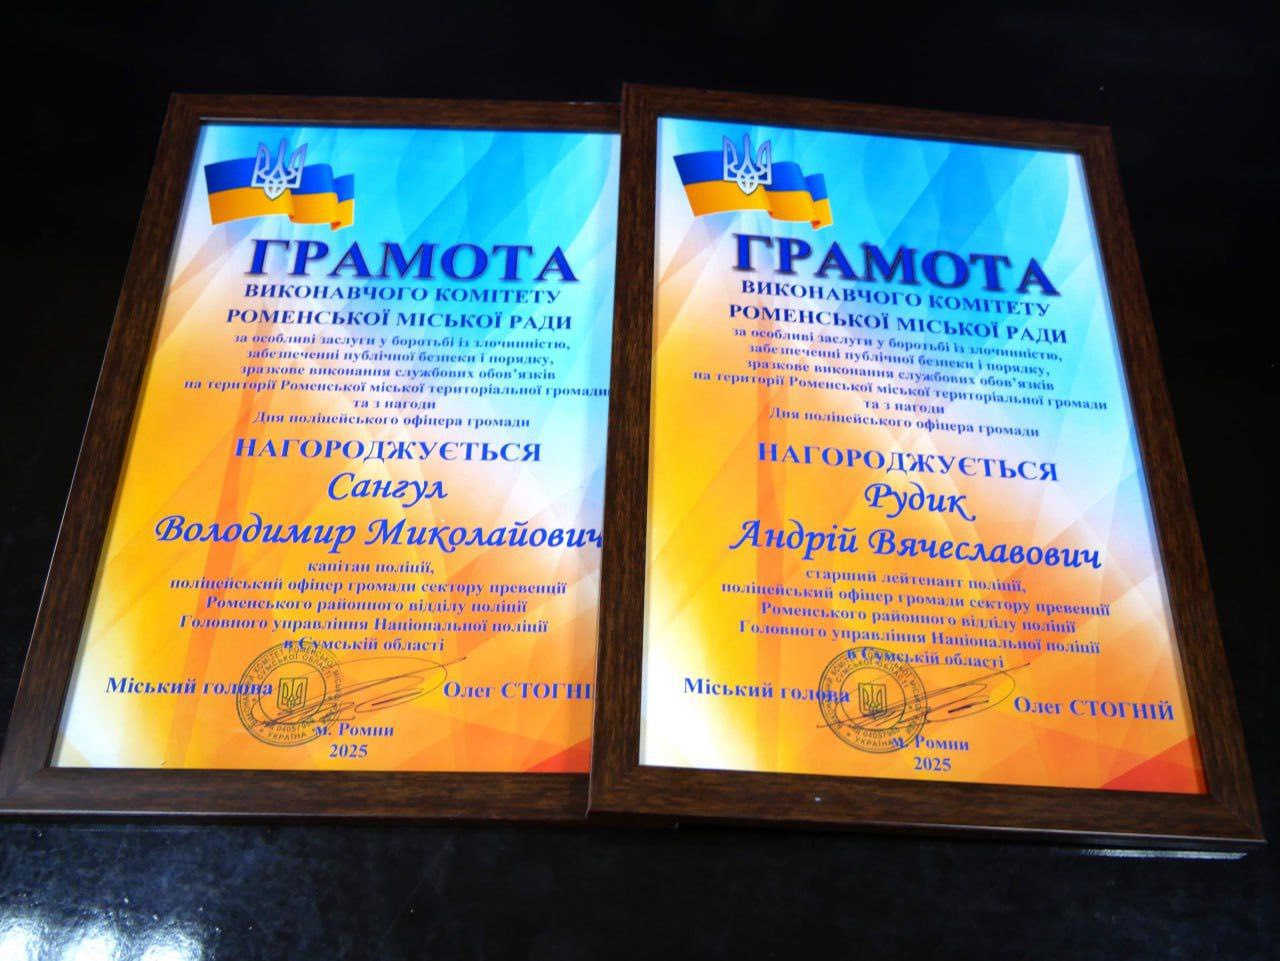 ГРАМОТА
ВИКОНАВЧОГО КОМІТЕТУ
РОМЕНСЬКОЇ МІСЬКОЇ РАДИ
за особливі заслуги у боротьбі із злочинністю,
забезпеченні публічної безпеки і порядку,
зразкове виконання службових обов'язків
на території Роменської міської територіальної громади
та з нагоди
Дня поліцейського офіцера громади
НАГОРОДЖУЄТЬСЯ
Сангул
Володимир Миколайович
капітан поліції,
поліцейський офіцер громади сектору превенції
Роменського районного відділу поліції
Головного управління Національної поліції
в Сумській області
Міський голова Олег СТОГНІ
м. Ромни
2025
ГРАМОТА
ВИКОНАВЧОГО КОМІТЕТУ
РОМЕНСЬКОЇ МІСЬКОЇ РАДИ
за особливі заслуги у боротьбі із злочинністю,
забезпеченні публічної безпеки і порядку,
зразкове виконання службових обов'язків
на території Роменської міської територіальної громади
та з нагоди
Дня поліцейського офіцера громади
НАГОРОДЖУЄТЬСЯ
Рудик
Андрій Вячеславович
старший лейтенант поліції,
поліцейський офіцер громади сектору превенції
Роменського районного відділу поліції
Головного управління Національної поліції
в Сумській області
Міський голова Олег СТОГНІЙ
м. Ромни
2025